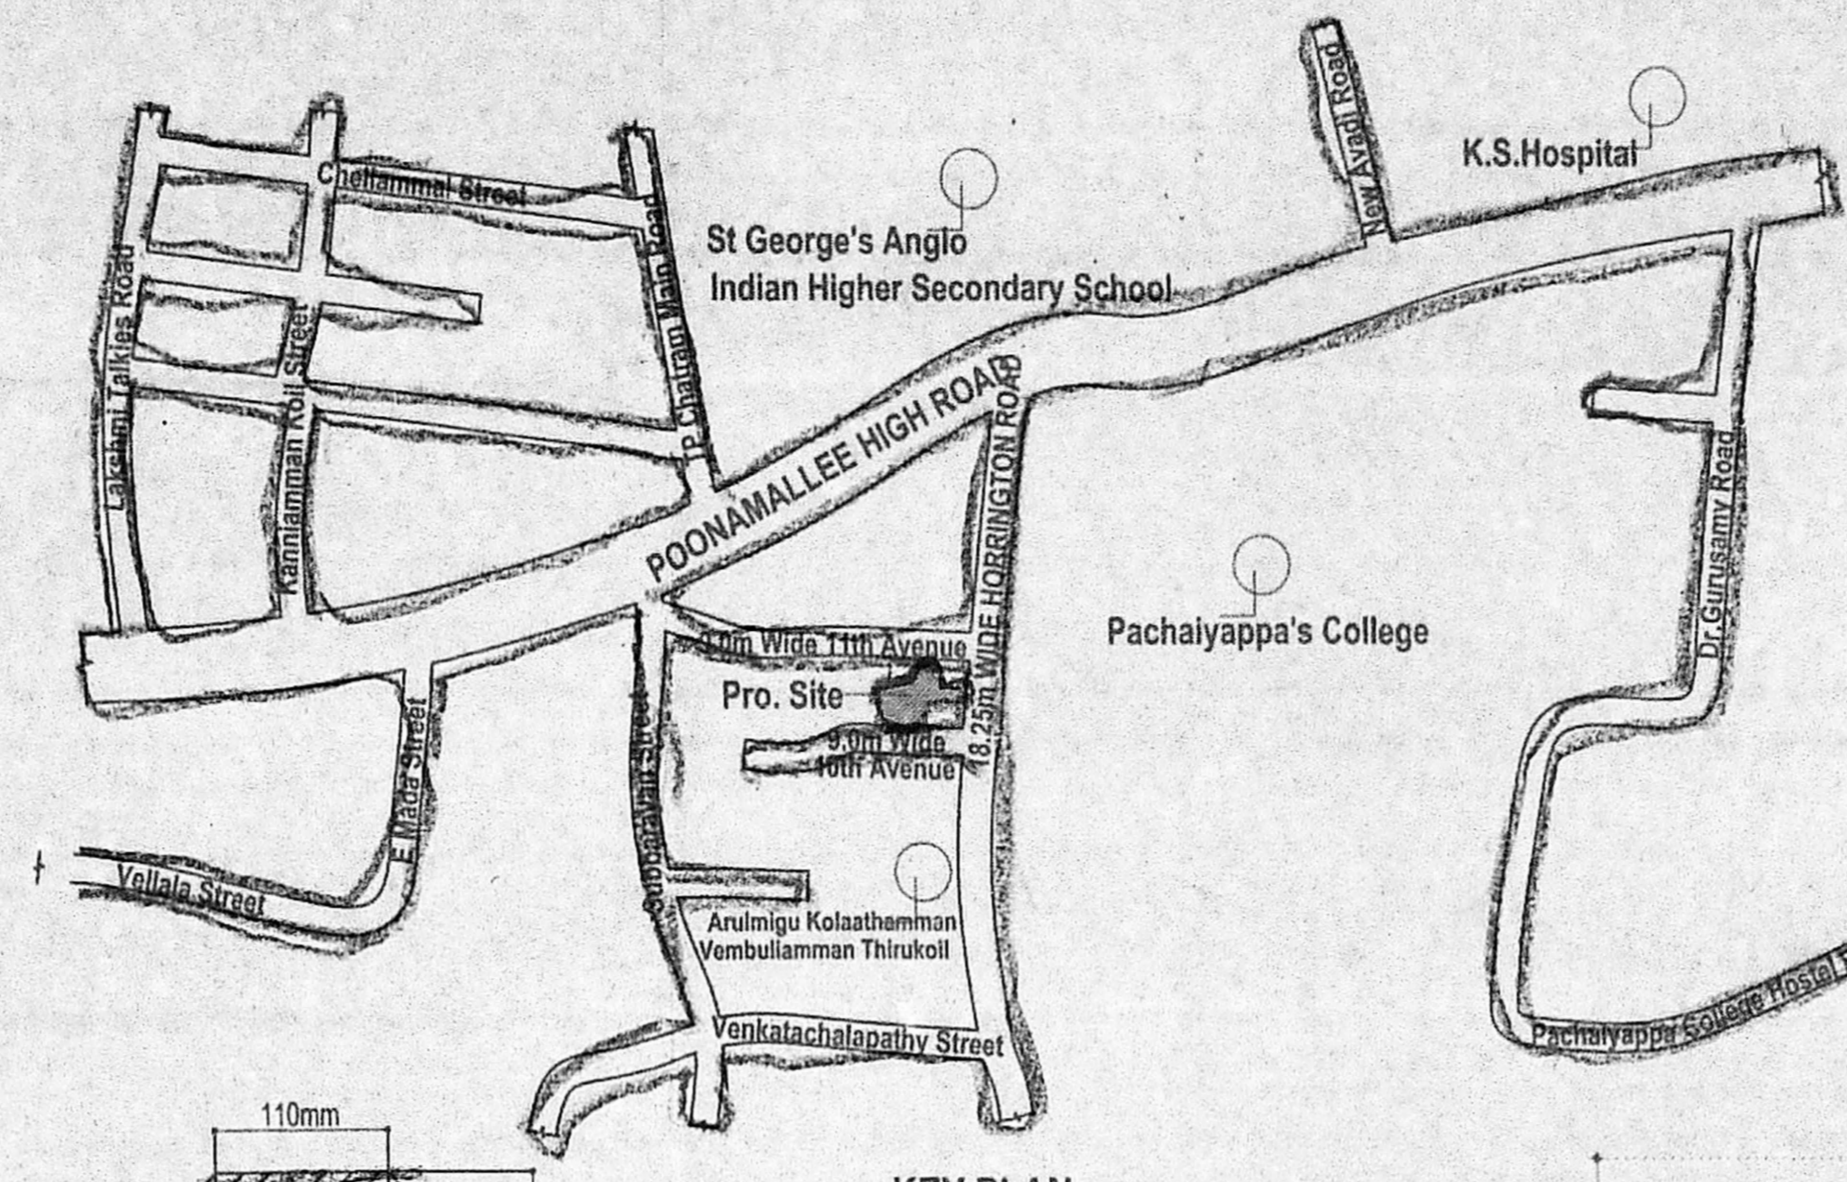 New Avadi Road
K.S.Hospital
Chellammal Street
St George's Anglo
Indian Higher Secondary School
Lakshmi Talkies Road
Kanniamman Koil Street
TP Chatram Main Road
POONAMALLEE HIGH ROAD
18.25m WIDE HORRINGTON ROAD
Dr.Gurusamy Road
Pachaiyappa's College
9.0m Wide 11th Avenue
Pro. Site
9.0m Wide
10th Avenue
E Mada Street
Subbarayan Street
Vellala Street
Arulmigu Kolaathamman
Vembuliamman Thirukoil
Venkatachalapathy Street
Pachaiyappa College Hostel
110mm
KEY PLAN